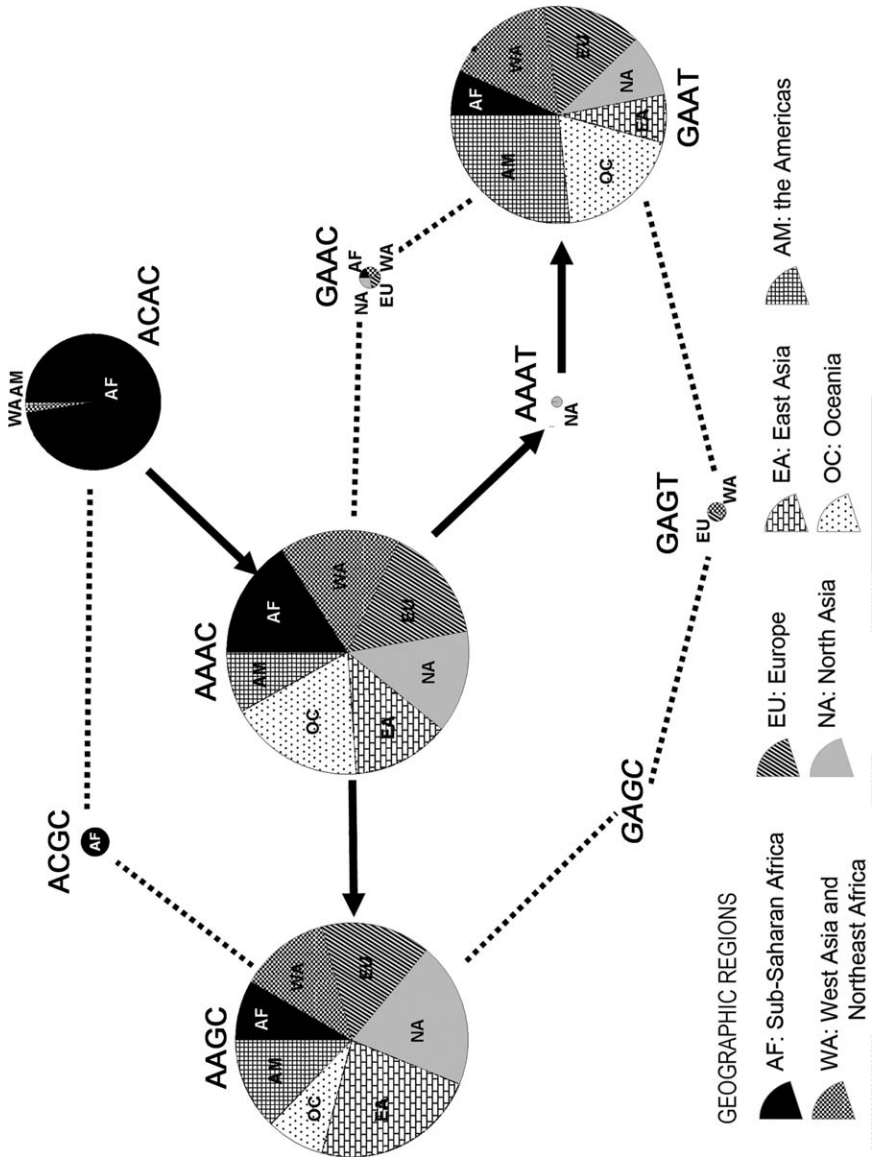 AAGC
AF
WA
EU
NA
EA
OC
AM
ACGC
AF
AAAC
AF
WA
EU
NA
EA
OC
AM
WA AM
AF
ACAC
GAAC
NA AF
EU WA
AAAT
NA
GAAT
AF
WA
EU
NA
EA
OC
AM
GAGC
GAGT
EU WA
GEOGRAPHIC REGIONS
AF: Sub-Saharan Africa
WA: West Asia and
Northeast Africa
EU: Europe
NA: North Asia
EA: East Asia
OC: Oceania
AM: the Americas